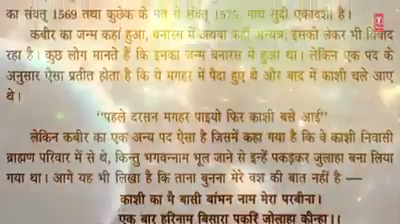 का संवत् 1569 तथा कुछेक के मत से संवत् 1575, माघ सुदी एकादशी है।
कबीर का जन्म कहां हुआ, बनारस में अथवा कहीं अन्यत्र, इसको लेकर भी विवाद
रहा है। कुछ लोग मानते हैं कि इनका जन्म बनारस में हुआ था। लेकिन एक पद के
अनुसार ऐसा प्रतीत होता है कि ये मगहर में पैदा हुए थे और बाद में काशी चले आए
थे।
“पहले दरसन मगहर पाइयो फिर काशी बसे आई”
लेकिन कबीर का एक अन्य पद ऐसा है जिसमें कहा गया है कि वे काशी निवासी
ब्राह्मण परिवार में से थे, किन्तु भगवन्नाम भूल जाने से इन्हें पकड़कर जुलाहा बना लिया
गया था। आगे यह भी लिखा है कि ताना बुनना मेरे वश की बात नहीं है —
काशी का मै बासी बांभन नाम मेरा परबीना।
एक बार हरिनाम बिसारा पकरि जोलाहा कीन्हा।।
T SERIES